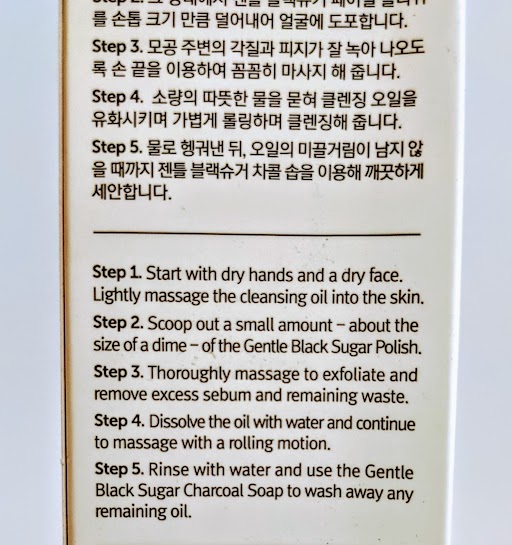 를 손톱 크기 만큼 덜어내어 얼굴에 도포합니다.
Step 3. 모공 주변의 각질과 피지가 잘 녹아 나오도
록 손 끝을 이용하여 꼼꼼히 마사지 해 줍니다.
Step 4. 소량의 따뜻한 물을 묻혀 클렌징 오일을
유화시키며 가볍게 롤링하며 클렌징해 줍니다.
Step 5. 물로 헹궈낸 뒤, 오일의 미끌거림이 남지 않
을 때까지 젠틀 블랙슈거 차콜 솝을 이용해 깨끗하게
세안합니다.
Step 1. Start with dry hands and a dry face.
Lightly massage the cleansing oil into the skin.
Step 2. Scoop out a small amount – about the
size of a dime – of the Gentle Black Sugar Polish.
Step 3. Thoroughly massage to exfoliate and
remove excess sebum and remaining waste.
Step 4. Dissolve the oil with water and continue
to massage with a rolling motion.
Step 5. Rinse with water and use the Gentle
Black Sugar Charcoal Soap to wash away any
remaining oil.